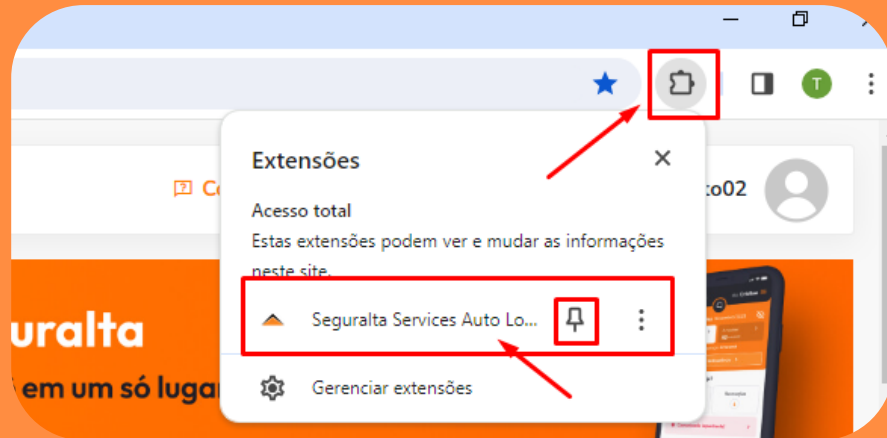 T
Extensões
Acesso total
Estas extensões podem ver e mudar as informações
neste site.
Seguralta Services Auto Lo...
Gerenciar extensões
Co
to02
uralta
em um só lugar